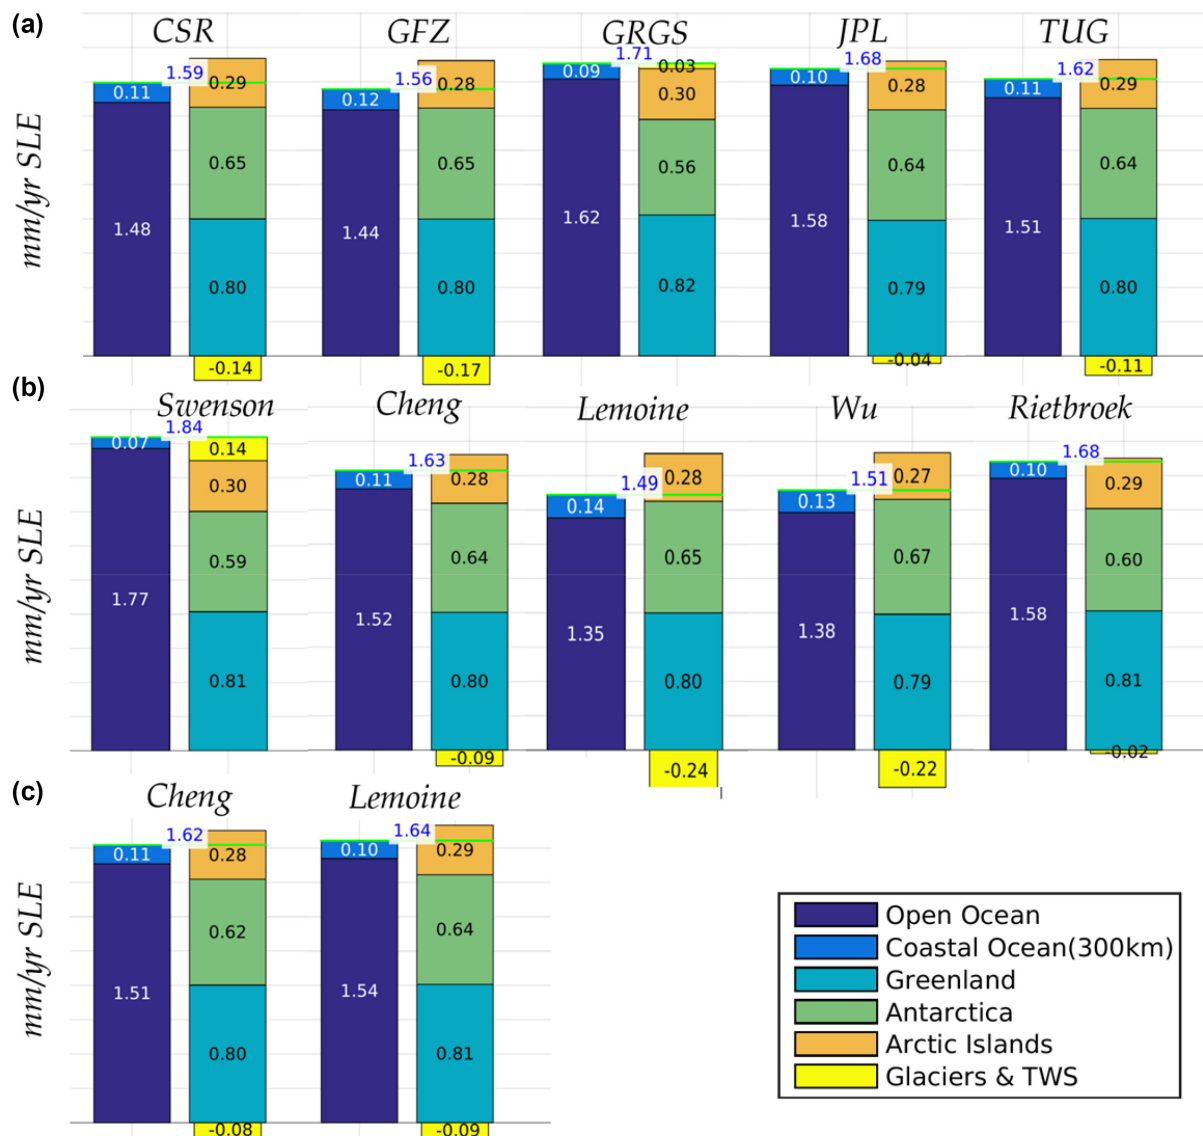 (a)
CSR GFZ GRGS JPL TUG
1.59 1.56 1.71 1.68 1.62
0.11 0.29 0.12 0.28 0.09 0.03 0.10 0.28 0.11 0.29
0.30
mm/yr SLE
0.65 0.65 0.56 0.64 0.64
1.48 1.44 1.62 1.58 1.51
0.80 0.80 0.82 0.79 0.80
-0.14 -0.17 -0.04 -0.11
(b)
Swenson Cheng Lemoine Wu Rietbroek
1.84 1.63 1.49 1.51 1.68
0.07 0.14 0.11 0.28 0.14 0.28 0.13 0.27 0.10 0.29
0.30
mm/yr SLE
0.59 0.64 0.65 0.67 0.60
1.77 1.52 1.35 1.38 1.58
0.81 0.80 0.80 0.79 0.81
-0.09 -0.24 -0.22 -0.02
(c)
Cheng Lemoine
1.62 1.64
0.11 0.28 0.10 0.29
mm/yr SLE
0.62 0.64
1.51 1.54
0.80 0.81
-0.08 -0.09
Open Ocean
Coastal Ocean(300km)
Greenland
Antarctica
Arctic Islands
Glaciers & TWS